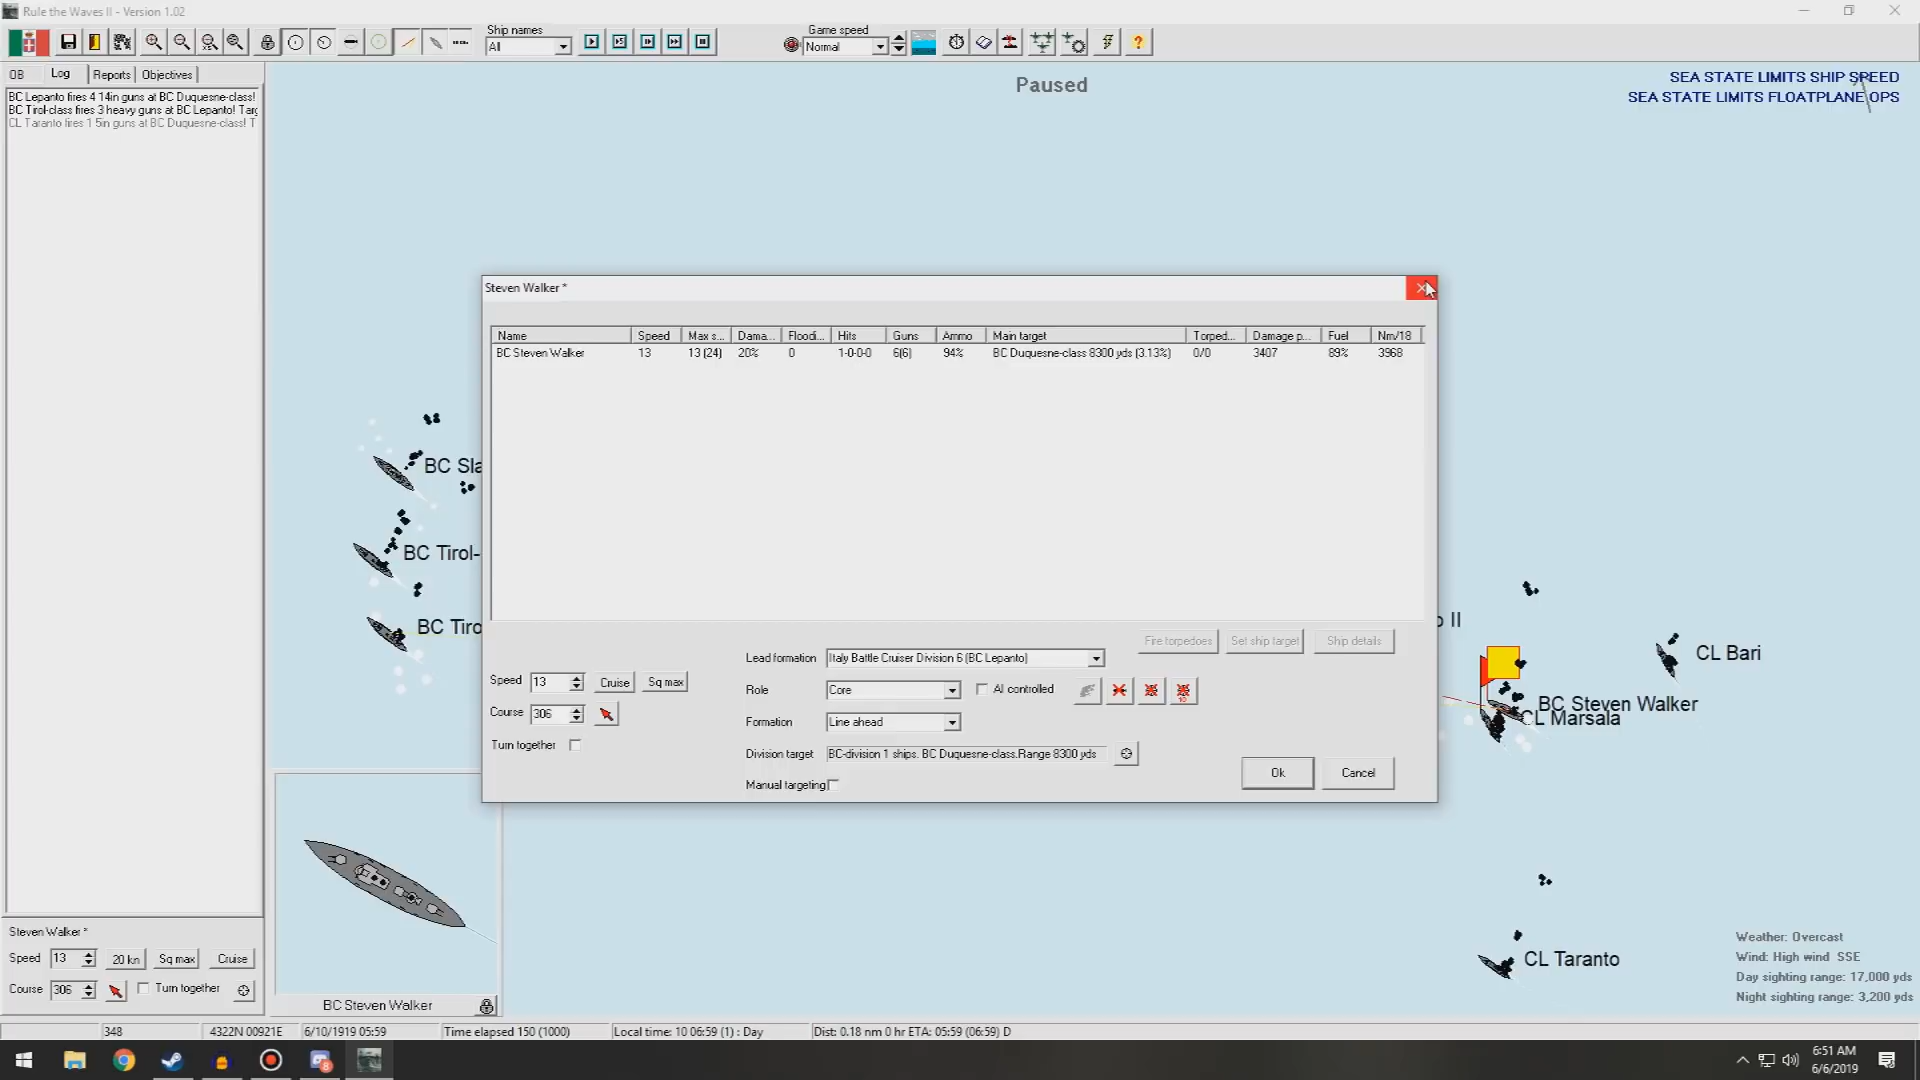 Rule the Waves II - Version 1.02
Ship names
All
Game speed
Normal
OB Log Reports Objectives
BC Lepanto fires 4 14in guns at BC Duquesne-class!
BC Tirol-class fires 3 heavy guns at BC Lepanto! Targ
CL Taranto fires 1 5in guns at BC Duquesne-class! T
Paused
SEA STATE LIMITS SHIP SPEED
SEA STATE LIMITS FLOATPLANE OPS
Steven Walker *
Name Speed Max s... Dama... Floodi... Hits Guns Ammo Main target Torped... Damage p... Fuel Nm/18
BC Steven Walker 13 13 (24) 20% 0 1-0-0-0 6(6) 94% BC Duquesne-class 8300 yds (3.13%) 0/0 3407 89% 3968
Fire torpedoes Set ship target Ship details
Lead formation Italy Battle Cruiser Division 6 (BC Lepanto)
Speed 13 Cruise Sq max
Role Core AI controlled
10
Course 306
Formation Line ahead
Turn together
Division target BC-division 1 ships. BC Duquesne-class.Range 8300 yds
Manual targeting
Ok Cancel
BC Sla
BC Tirol-
BC Tiro
II
CL Bari
BC Steven Walker
CL Marsala
CL Taranto
Weather: Overcast
Wind: High wind SSE
Day sighting range: 17,000 yds
Night sighting range: 3,200 yds
Steven Walker *
Speed 13 20 kn Sq max Cruise
Course 306 Turn together
BC Steven Walker
348 4322N 00921E 6/10/1919 05:59 Time elapsed 150 (1000) Local time: 10 06:59 (1) : Day Dist: 0.18 nm 0 hr ETA: 05:59 (06:59) D
8
6:51 AM
6/6/2019